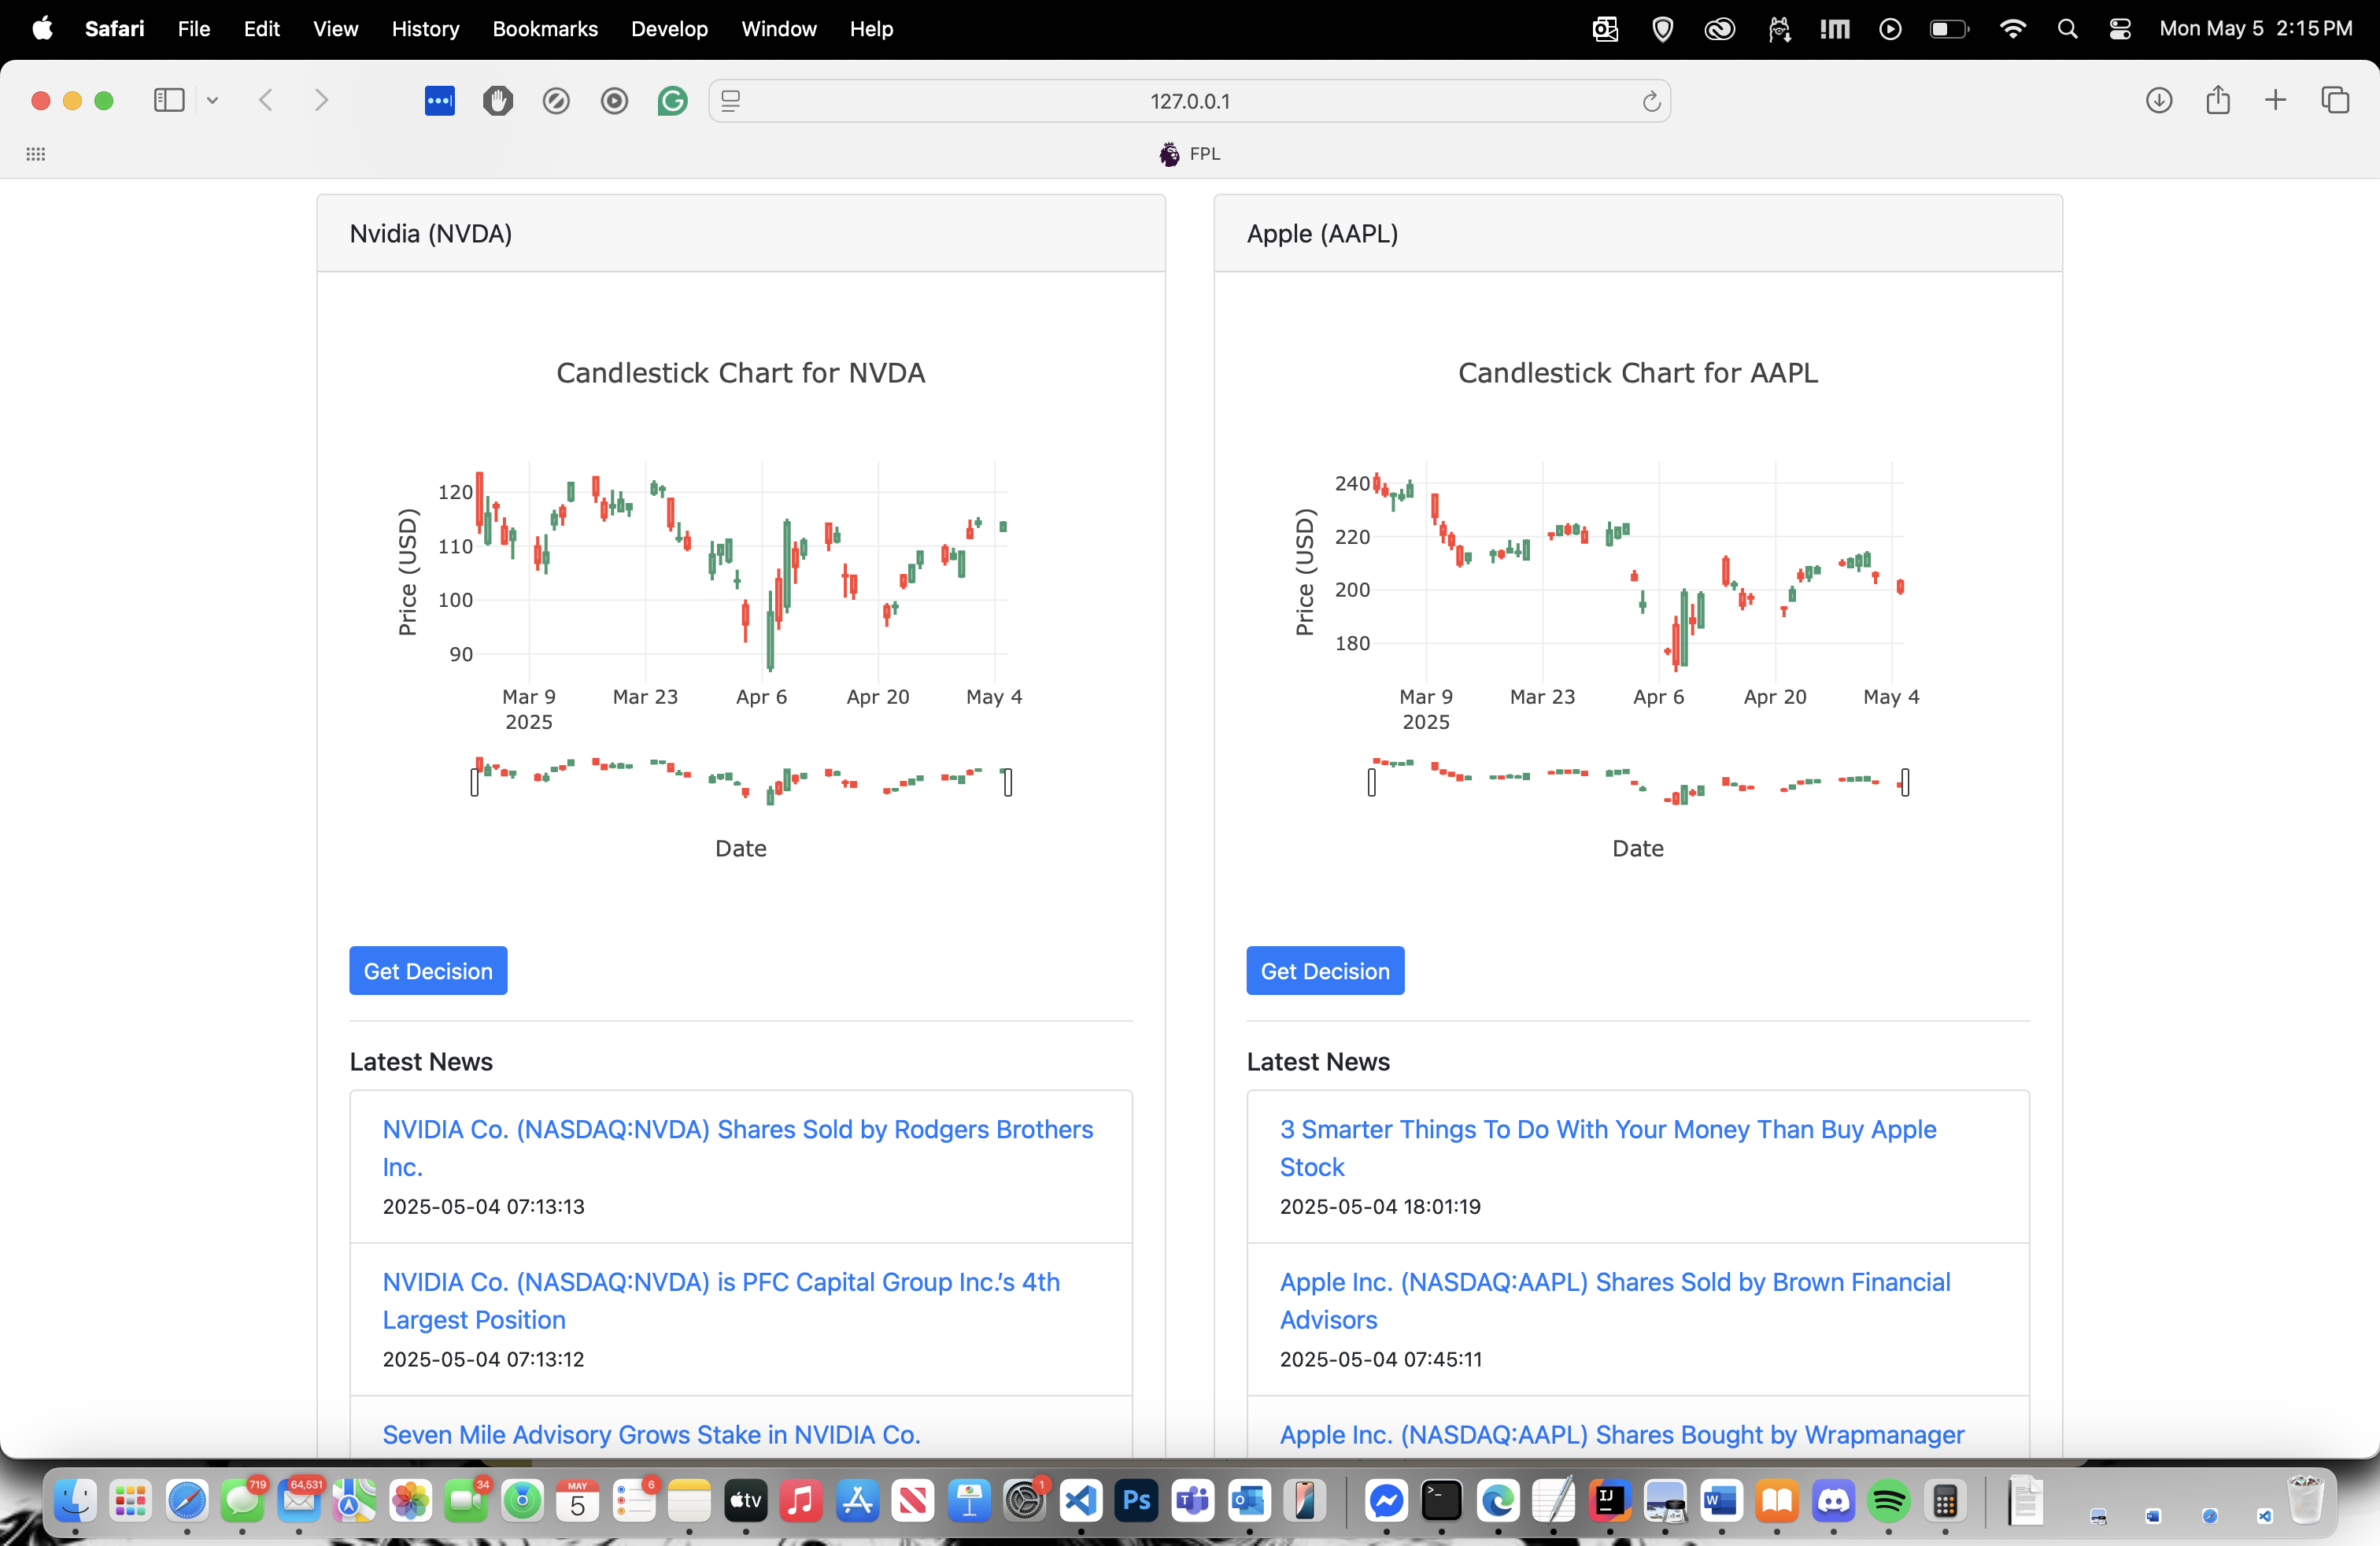 Safari File Edit View History Bookmarks Develop Window Help Mon May 5 2:15 PM
127.0.0.1
FPL
Nvidia (NVDA)
Candlestick Chart for NVDA
Price (USD)
120
110
100
90
Mar 9 Mar 23 Apr 6 Apr 20 May 4
2025
Date
Get Decision
Latest News
NVIDIA Co. (NASDAQ:NVDA) Shares Sold by Rodgers Brothers
Inc.
2025-05-04 07:13:13
NVIDIA Co. (NASDAQ:NVDA) is PFC Capital Group Inc.’s 4th
Largest Position
2025-05-04 07:13:12
Seven Mile Advisory Grows Stake in NVIDIA Co.
Apple (AAPL)
Candlestick Chart for AAPL
Price (USD)
240
220
200
180
Mar 9 Mar 23 Apr 6 Apr 20 May 4
2025
Date
Get Decision
Latest News
3 Smarter Things To Do With Your Money Than Buy Apple
Stock
2025-05-04 18:01:19
Apple Inc. (NASDAQ:AAPL) Shares Sold by Brown Financial
Advisors
2025-05-04 07:45:11
Apple Inc. (NASDAQ:AAPL) Shares Bought by Wrapmanager
719 64,531 34 MAY 5 6 tv 1 Ps T O IJ W